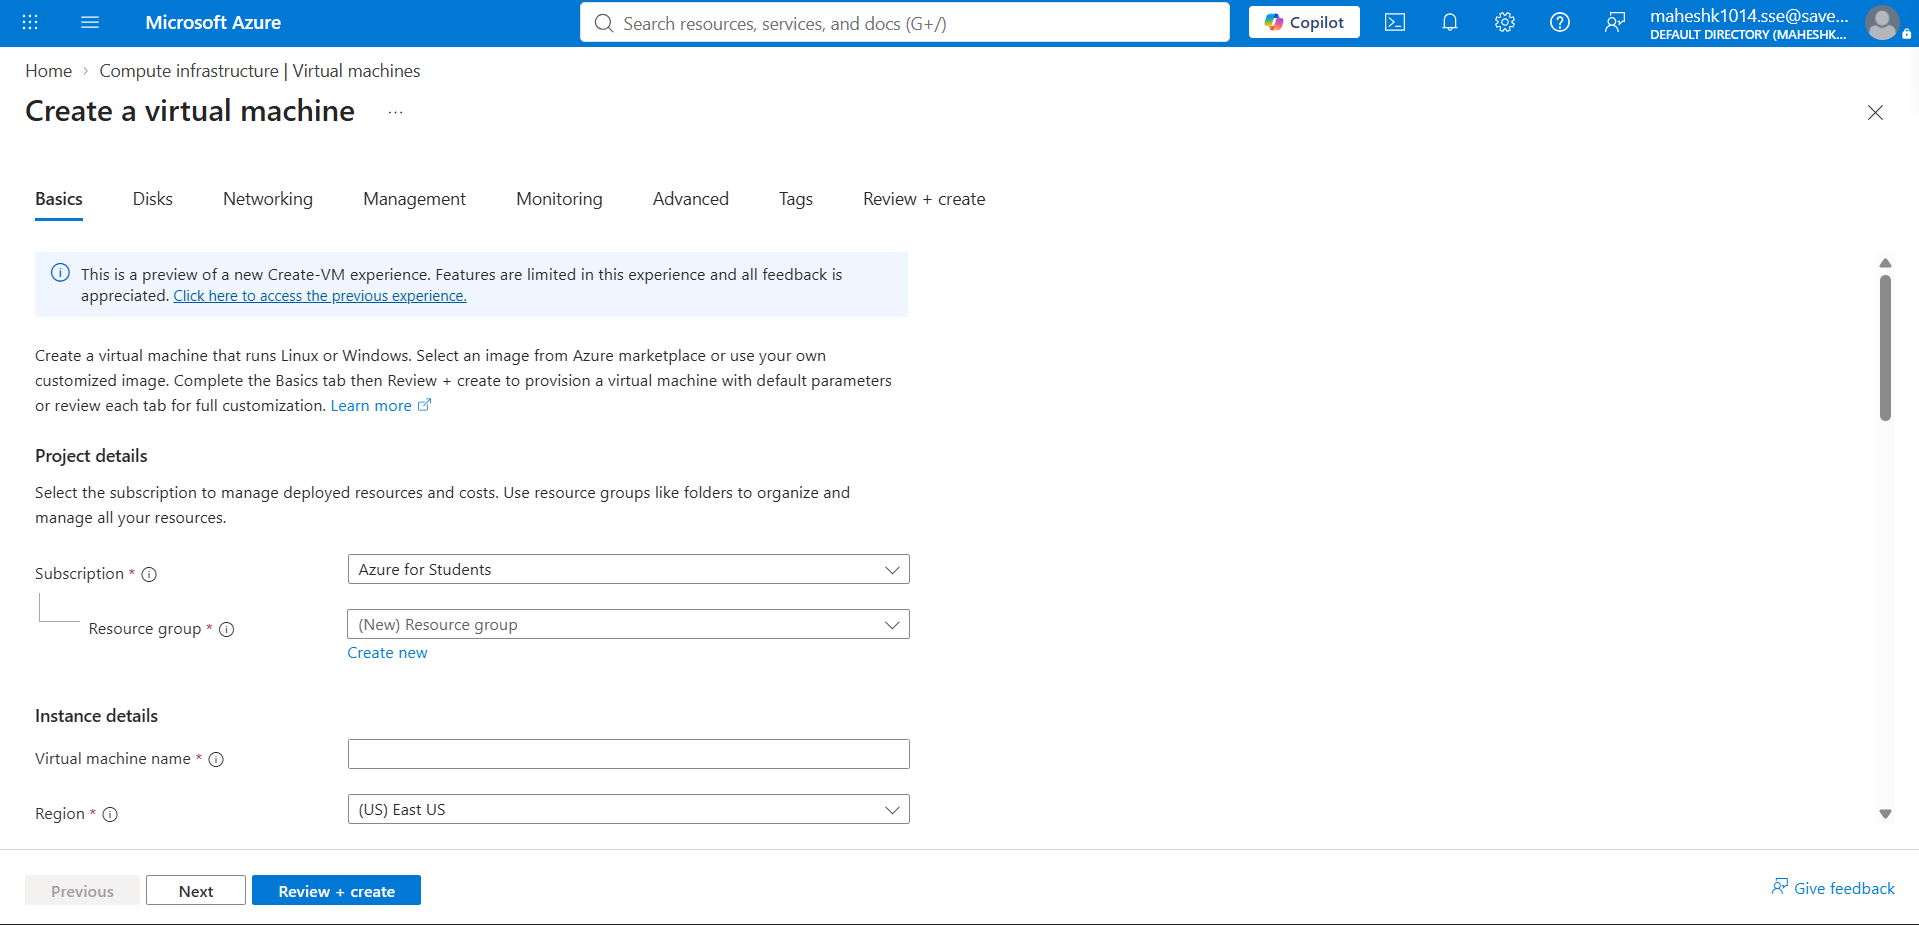 Microsoft Azure
Search resources, services, and docs (G+/)
Copilot
maheshk1014.sse@save...
DEFAULT DIRECTORY (MAHESHK...
Home > Compute infrastructure | Virtual machines
Create a virtual machine ...
Basics Disks Networking Management Monitoring Advanced Tags Review + create
This is a preview of a new Create-VM experience. Features are limited in this experience and all feedback is
appreciated. Click here to access the previous experience.
Create a virtual machine that runs Linux or Windows. Select an image from Azure marketplace or use your own
customized image. Complete the Basics tab then Review + create to provision a virtual machine with default parameters
or review each tab for full customization. Learn more
Project details
Select the subscription to manage deployed resources and costs. Use resource groups like folders to organize and
manage all your resources.
Subscription * Azure for Students
Resource group * (New) Resource group
Create new
Instance details
Virtual machine name *
Region * (US) East US
Previous Next Review + create Give feedback